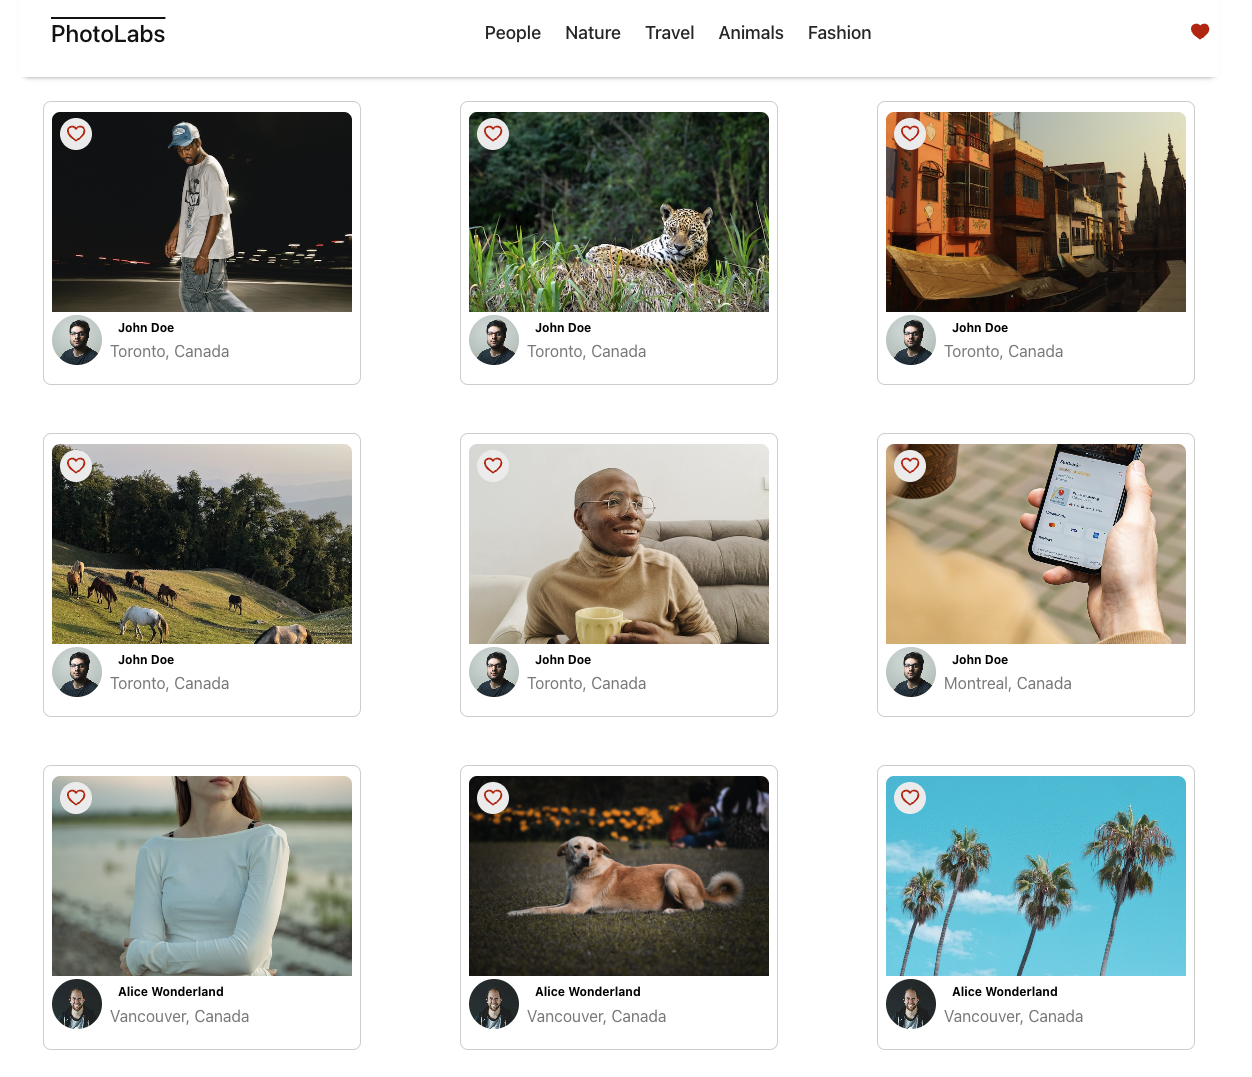 PhotoLabs
People Nature Travel Animals Fashion
John Doe
Toronto, Canada
John Doe
Toronto, Canada
John Doe
Toronto, Canada
John Doe
Toronto, Canada
John Doe
Toronto, Canada
John Doe
Montreal, Canada
Alice Wonderland
Vancouver, Canada
Alice Wonderland
Vancouver, Canada
Alice Wonderland
Vancouver, Canada